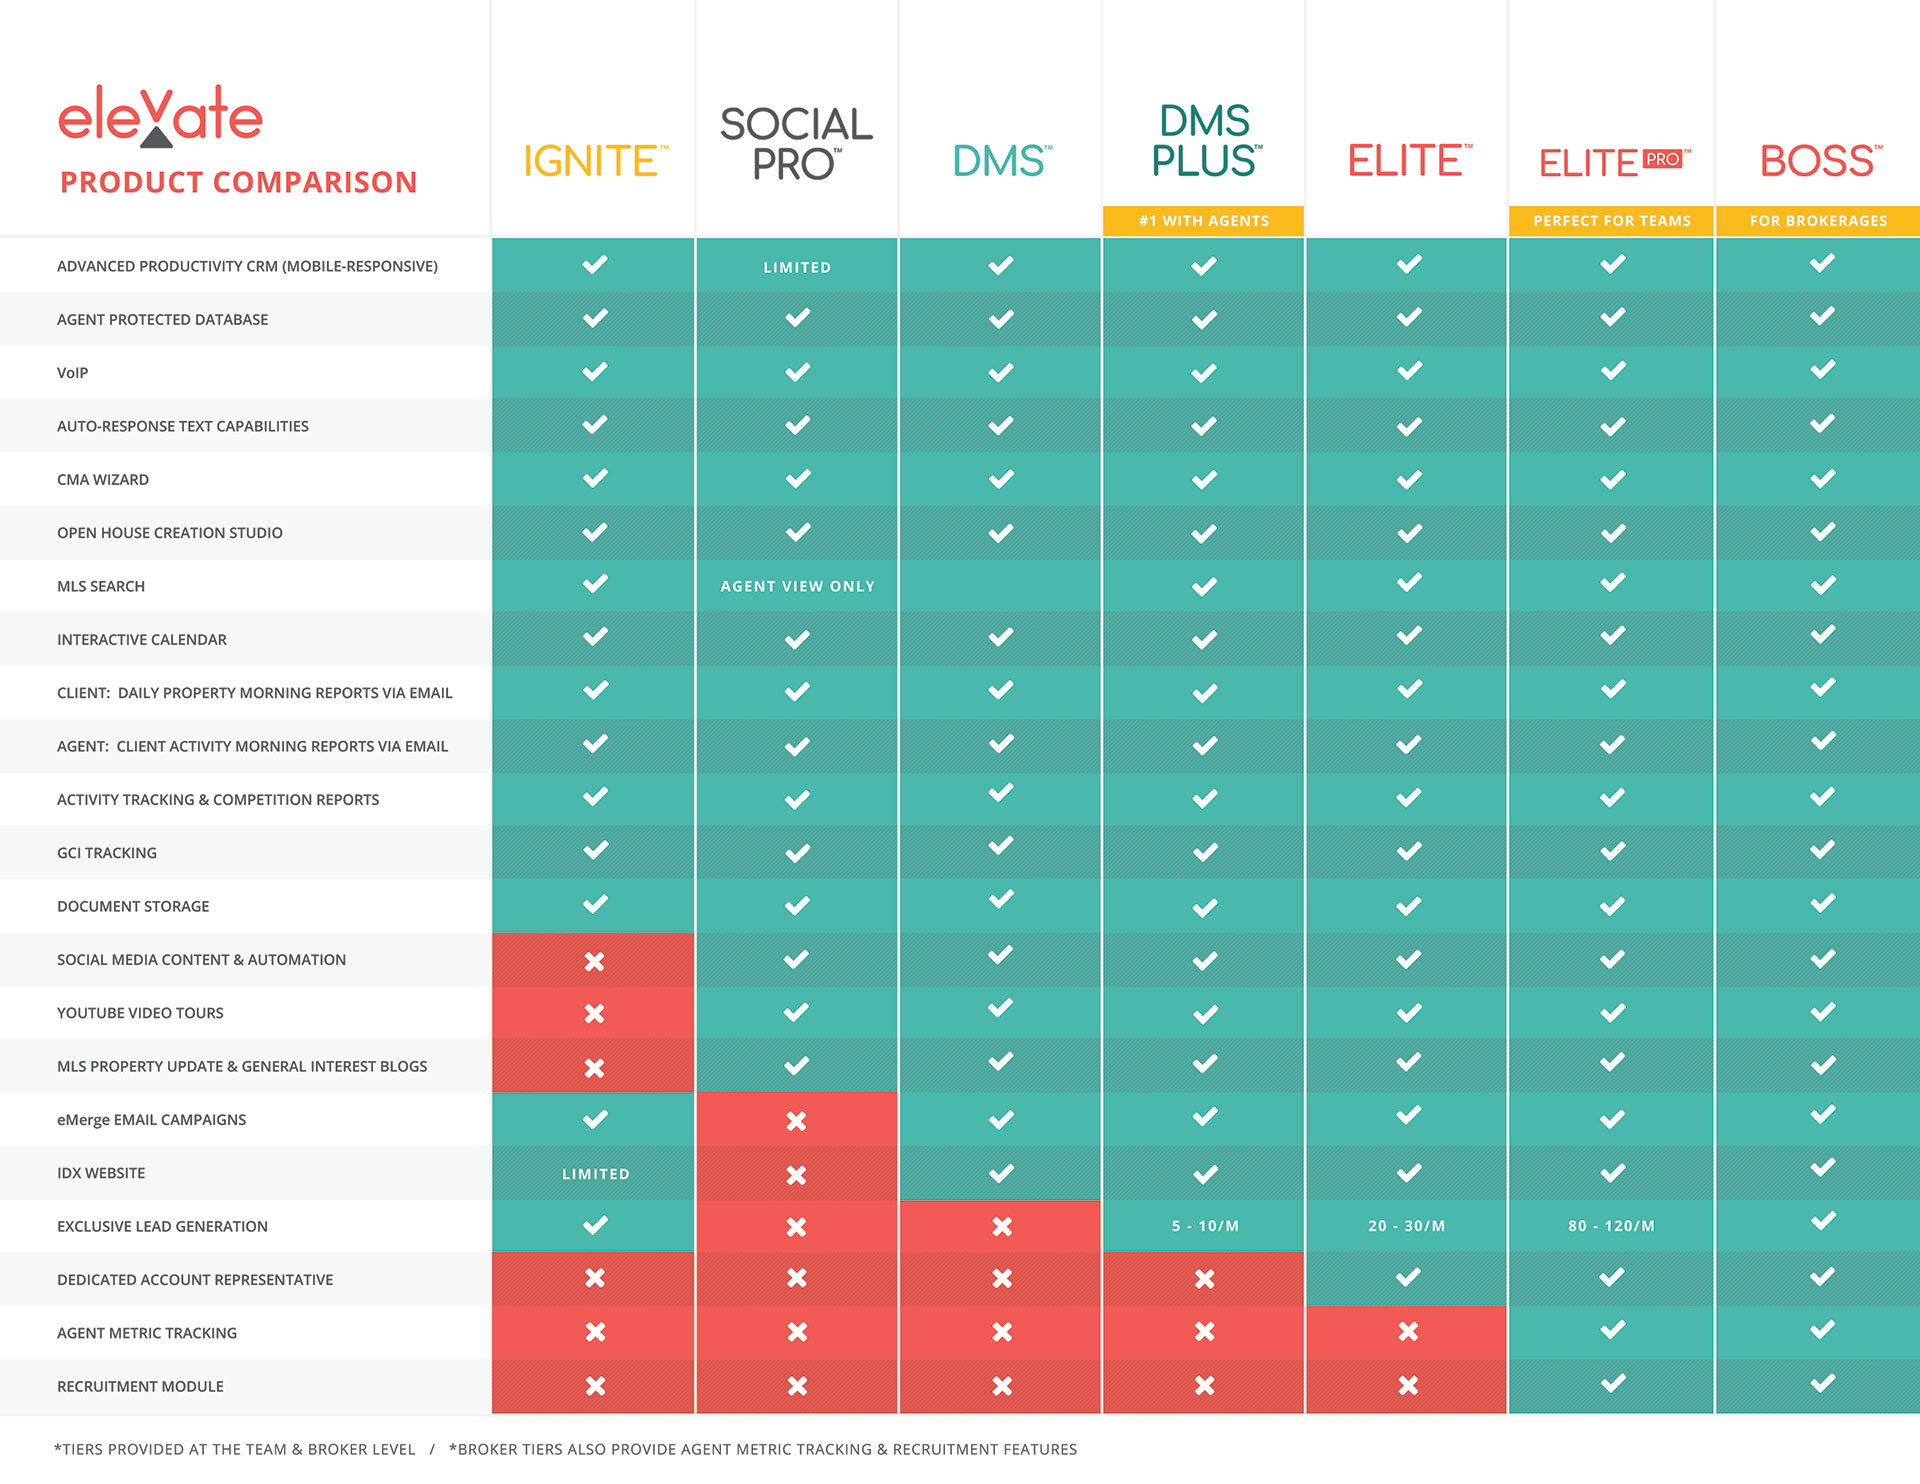 elevate
PRODUCT COMPARISON
IGNITE™
SOCIAL
PRO™
DMS™
DMS
PLUS™
ELITE™
ELITE PRO™
BOSS™
#1 WITH AGENTS
PERFECT FOR TEAMS
FOR BROKERAGES
ADVANCED PRODUCTIVITY CRM (MOBILE-RESPONSIVE)
LIMITED
AGENT PROTECTED DATABASE
VoIP
AUTO-RESPONSE TEXT CAPABILITIES
CMA WIZARD
OPEN HOUSE CREATION STUDIO
MLS SEARCH
AGENT VIEW ONLY
INTERACTIVE CALENDAR
CLIENT: DAILY PROPERTY MORNING REPORTS VIA EMAIL
AGENT: CLIENT ACTIVITY MORNING REPORTS VIA EMAIL
ACTIVITY TRACKING & COMPETITION REPORTS
GCI TRACKING
DOCUMENT STORAGE
SOCIAL MEDIA CONTENT & AUTOMATION
YOUTUBE VIDEO TOURS
MLS PROPERTY UPDATE & GENERAL INTEREST BLOGS
eMerge EMAIL CAMPAIGNS
IDX WEBSITE
LIMITED
EXCLUSIVE LEAD GENERATION
5 - 10/M
20 - 30/M
80 - 120/M
DEDICATED ACCOUNT REPRESENTATIVE
AGENT METRIC TRACKING
RECRUITMENT MODULE
*TIERS PROVIDED AT THE TEAM & BROKER LEVEL / *BROKER TIERS ALSO PROVIDE AGENT METRIC TRACKING & RECRUITMENT FEATURES